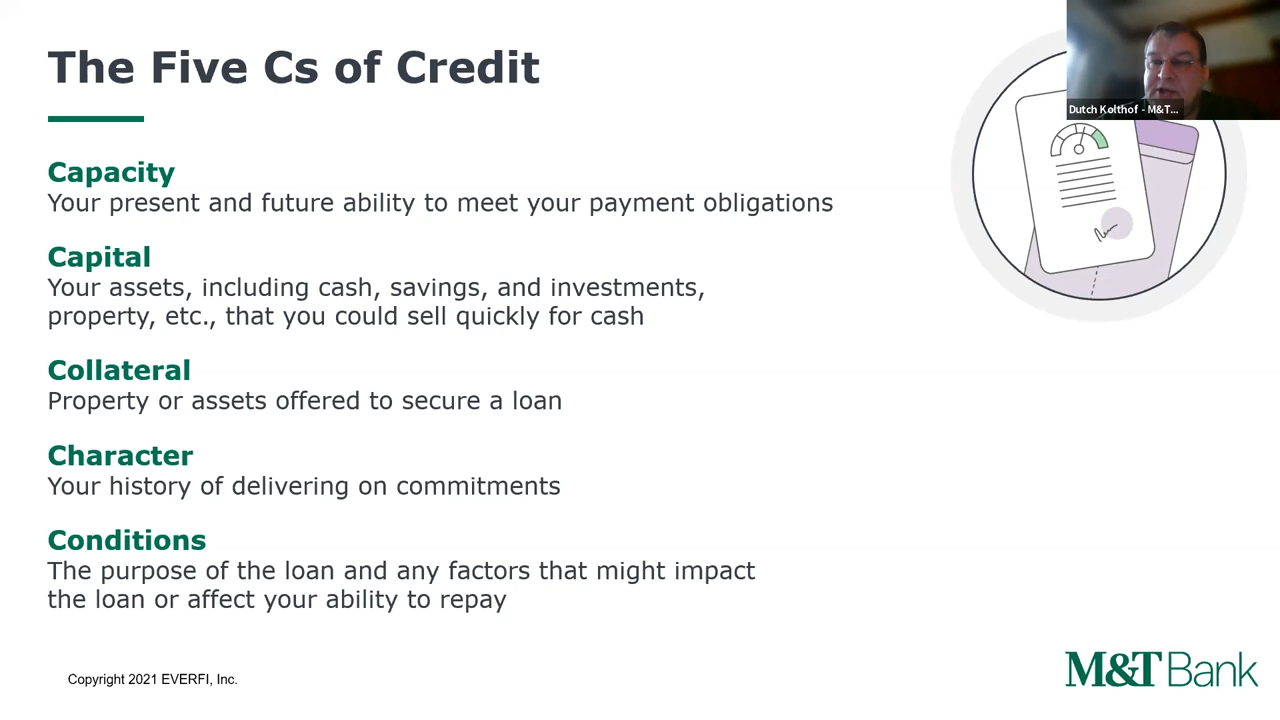 The Five Cs of Credit
Dutch Kolthof - M&T...
Capacity
Your present and future ability to meet your payment obligations
Capital
Your assets, including cash, savings, and investments,
property, etc., that you could sell quickly for cash
Collateral
Property or assets offered to secure a loan
Character
Your history of delivering on commitments
Conditions
The purpose of the loan and any factors that might impact
the loan or affect your ability to repay
Copyright 2021 EVERFI, Inc.
M&T Bank